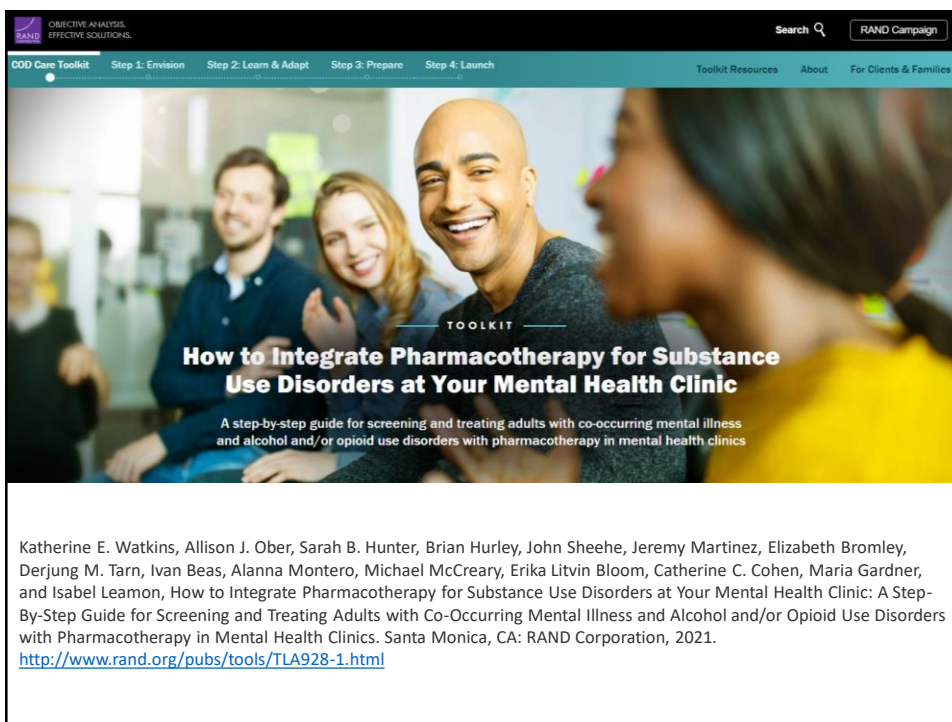 OBJECTIVE ANALYSIS.
EFFECTIVE SOLUTIONS.
RAND
CORPORATION
Search
RAND Campaign
COD Care Toolkit
Step 1: Envision
Step 2: Learn & Adapt
Step 3: Prepare
Step 4: Launch
Toolkit Resources
About
For Clients & Families
TOOLKIT
How to Integrate Pharmacotherapy for Substance
Use Disorders at Your Mental Health Clinic
A step-by-step guide for screening and treating adults with co-occurring mental illness
and alcohol and/or opioid use disorders with pharmacotherapy in mental health clinics
Katherine E. Watkins, Allison J. Ober, Sarah B. Hunter, Brian Hurley, John Sheehe, Jeremy Martinez, Elizabeth Bromley,
Derjung M. Tarn, Ivan Beas, Alanna Montero, Michael McCreary, Erika Litvin Bloom, Catherine C. Cohen, Maria Gardner,
and Isabel Leamon, How to Integrate Pharmacotherapy for Substance Use Disorders at Your Mental Health Clinic: A Step-
By-Step Guide for Screening and Treating Adults with Co-Occurring Mental Illness and Alcohol and/or Opioid Use Disorders
with Pharmacotherapy in Mental Health Clinics. Santa Monica, CA: RAND Corporation, 2021.
http://www.rand.org/pubs/tools/TLA928-1.html